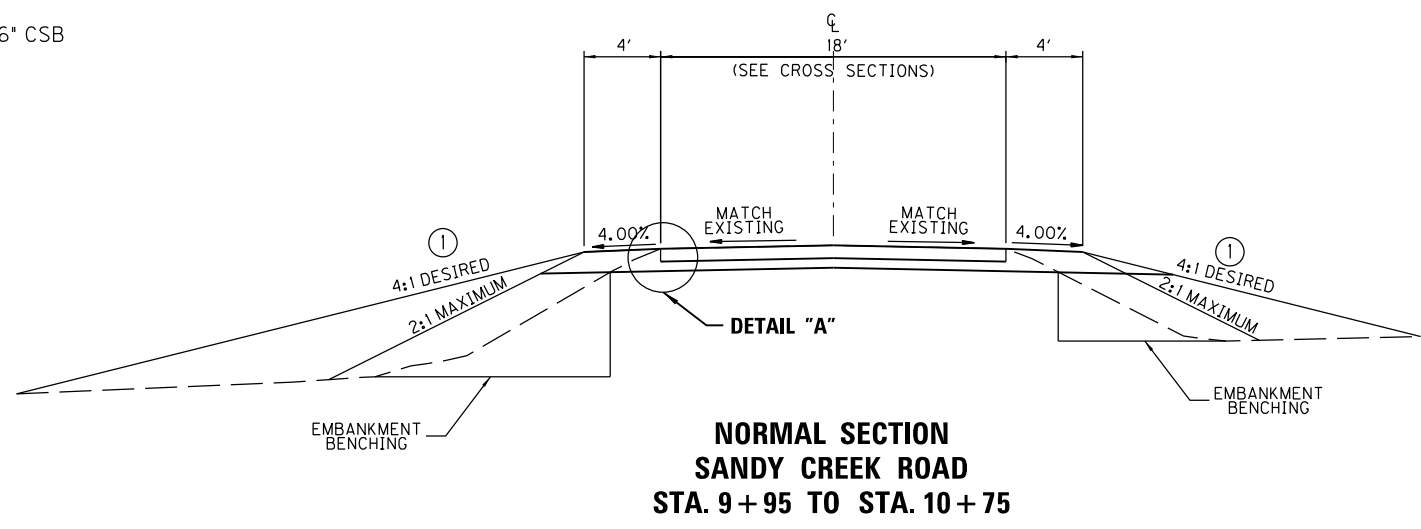 6" CSB
℄
4' 18' 4'
(SEE CROSS SECTIONS)
MATCH EXISTING
MATCH EXISTING
4.00%
4.00%
1
1
4:1 DESIRED
2:1 MAXIMUM
4:1 DESIRED
2:1 MAXIMUM
DETAIL "A"
EMBANKMENT
BENCHING
EMBANKMENT
BENCHING
NORMAL SECTION
SANDY CREEK ROAD
STA. 9+95 TO STA. 10+75